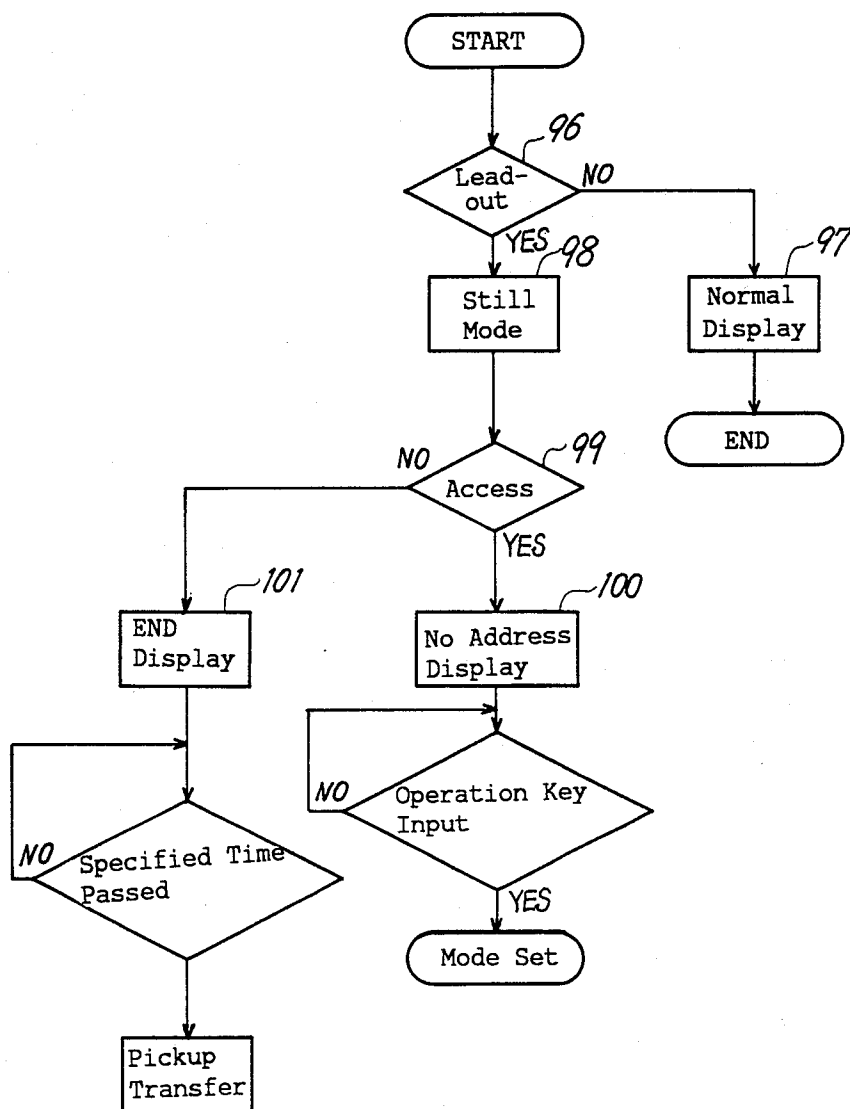 START
96
Lead-
out
NO
YES
98
97
Still
Mode
Normal
Display
END
99
NO
Access
YES
101
100
END
Display
No Address
Display
NO
Operation Key
Input
NO
Specified Time
Passed
YES
Mode Set
Pickup
Transfer